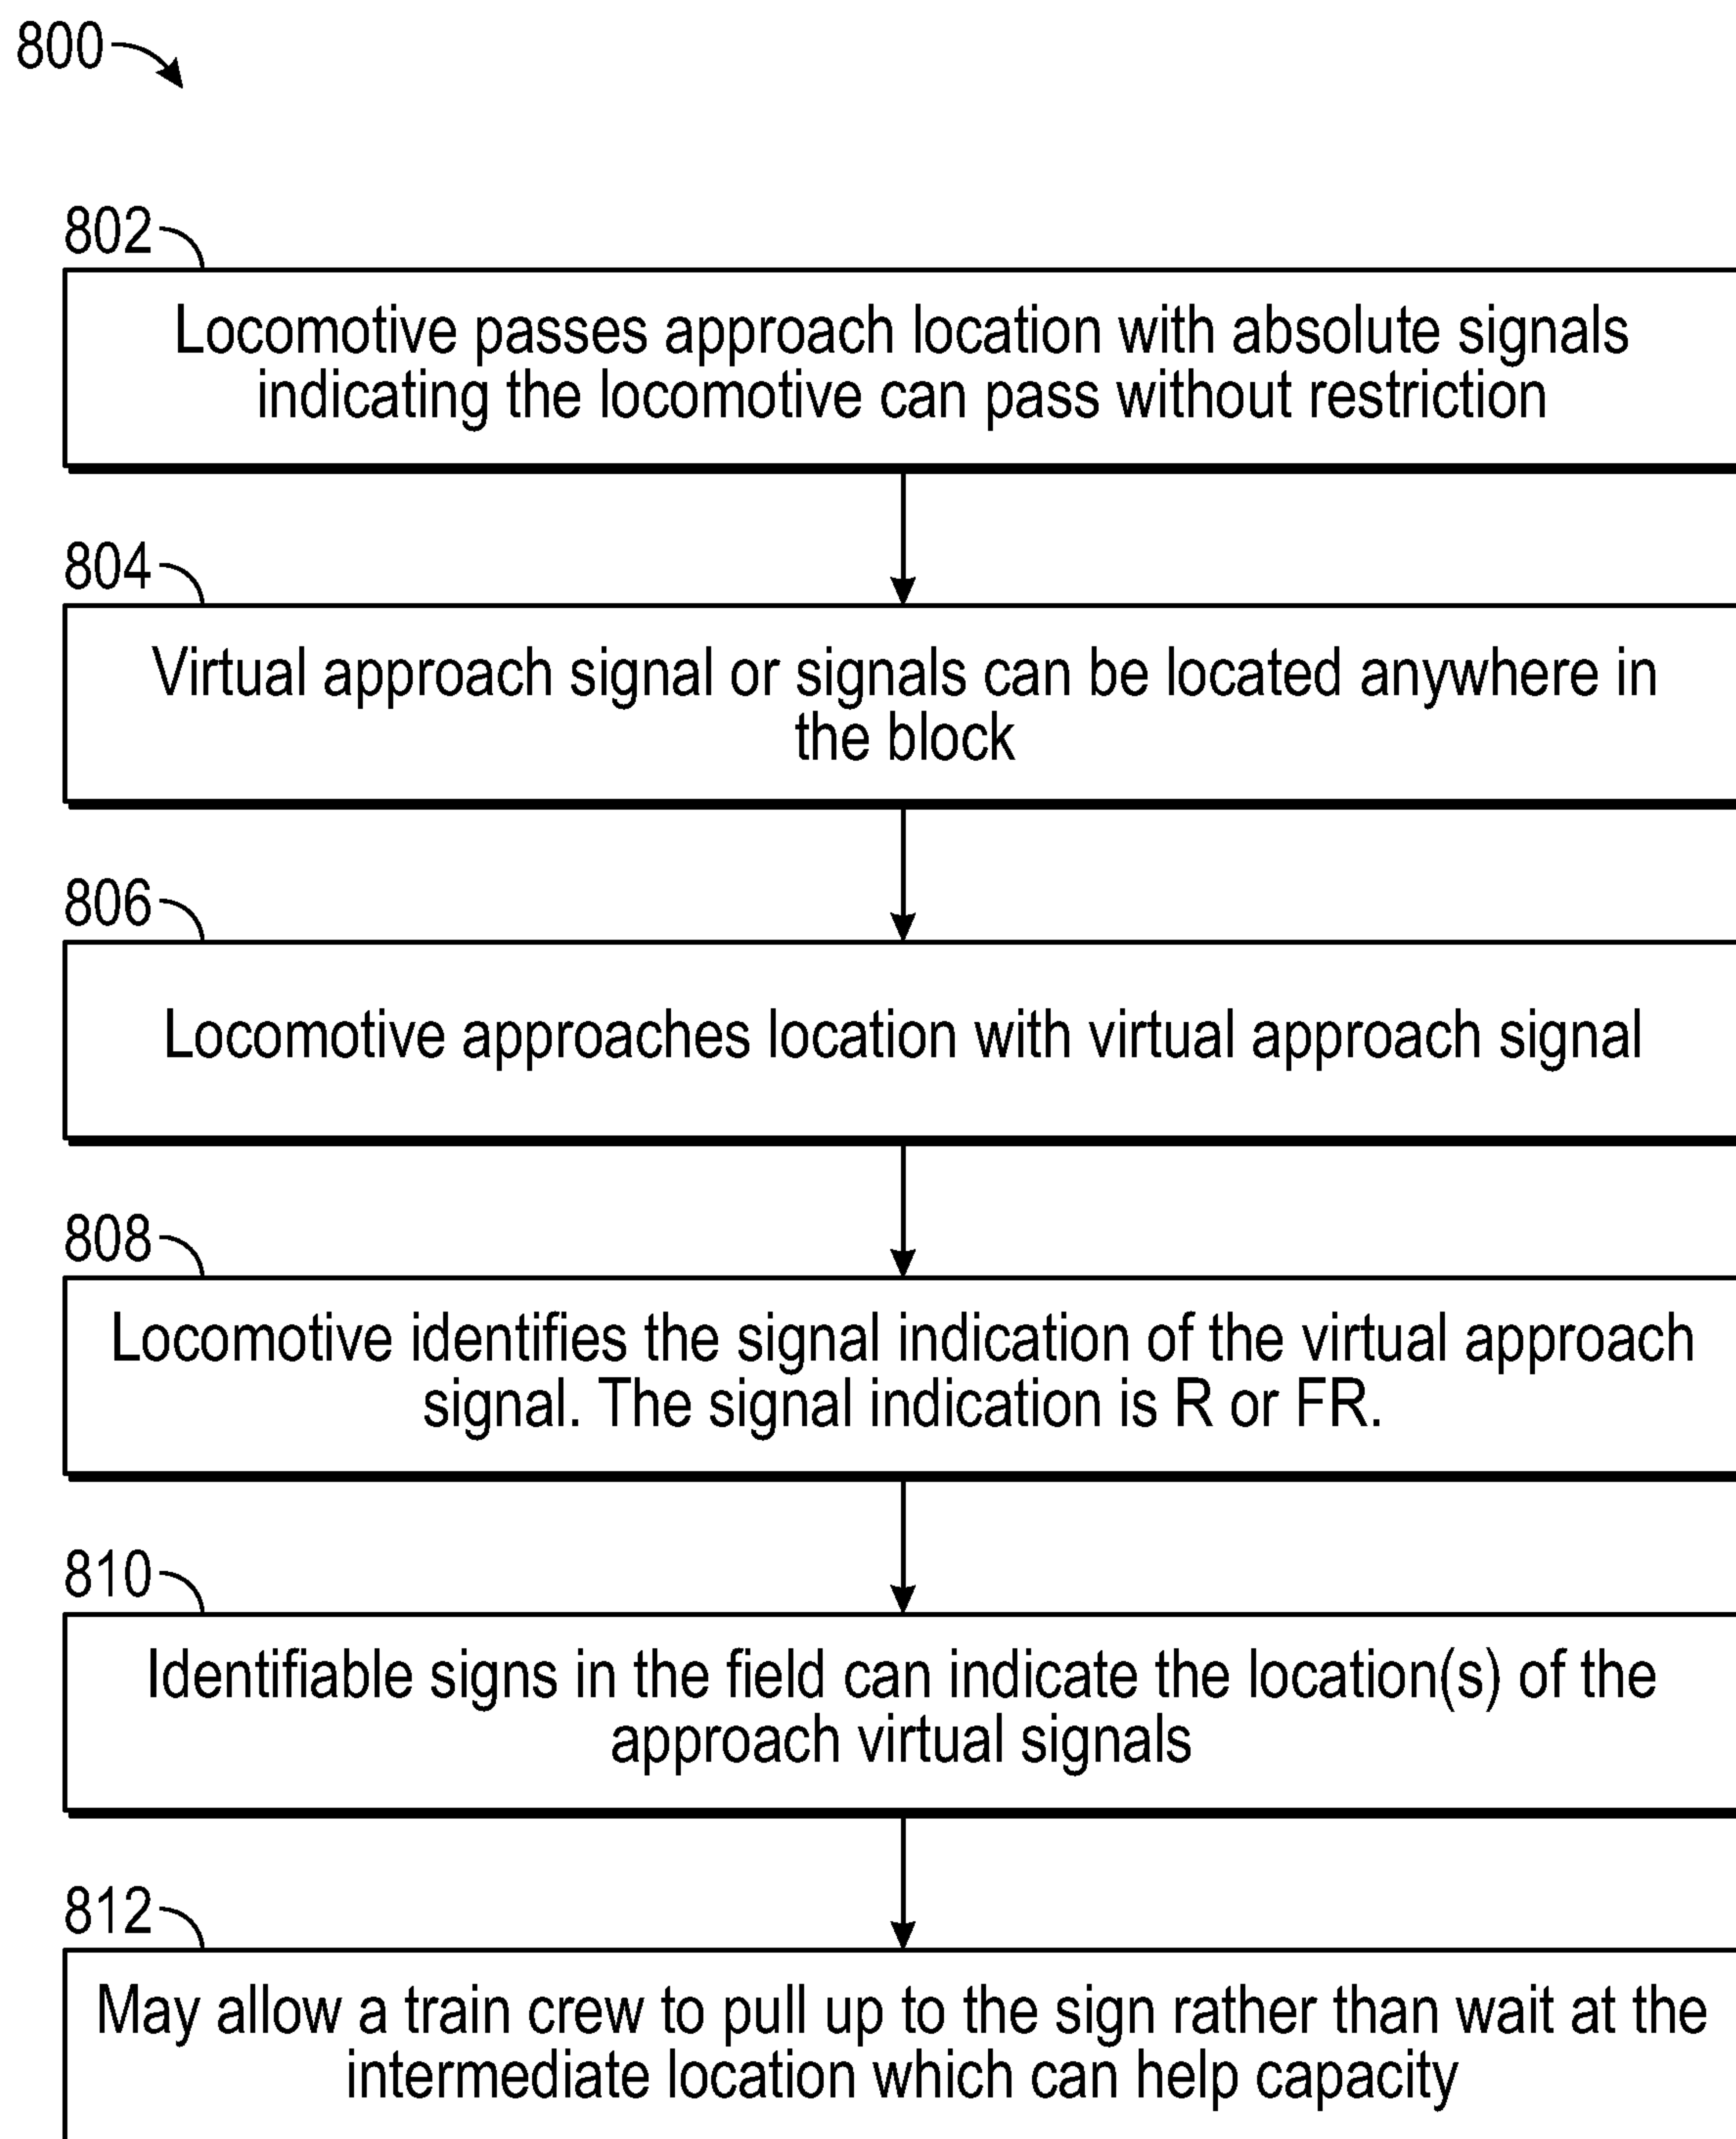 800
802
Locomotive passes approach location with absolute signals
indicating the locomotive can pass without restriction
804
Virtual approach signal or signals can be located anywhere in
the block
806
Locomotive approaches location with virtual approach signal
808
Locomotive identifies the signal indication of the virtual approach
signal. The signal indication is R or FR.
810
Identifiable signs in the field can indicate the location(s) of the
approach virtual signals
812
May allow a train crew to pull up to the sign rather than wait at the
intermediate location which can help capacity